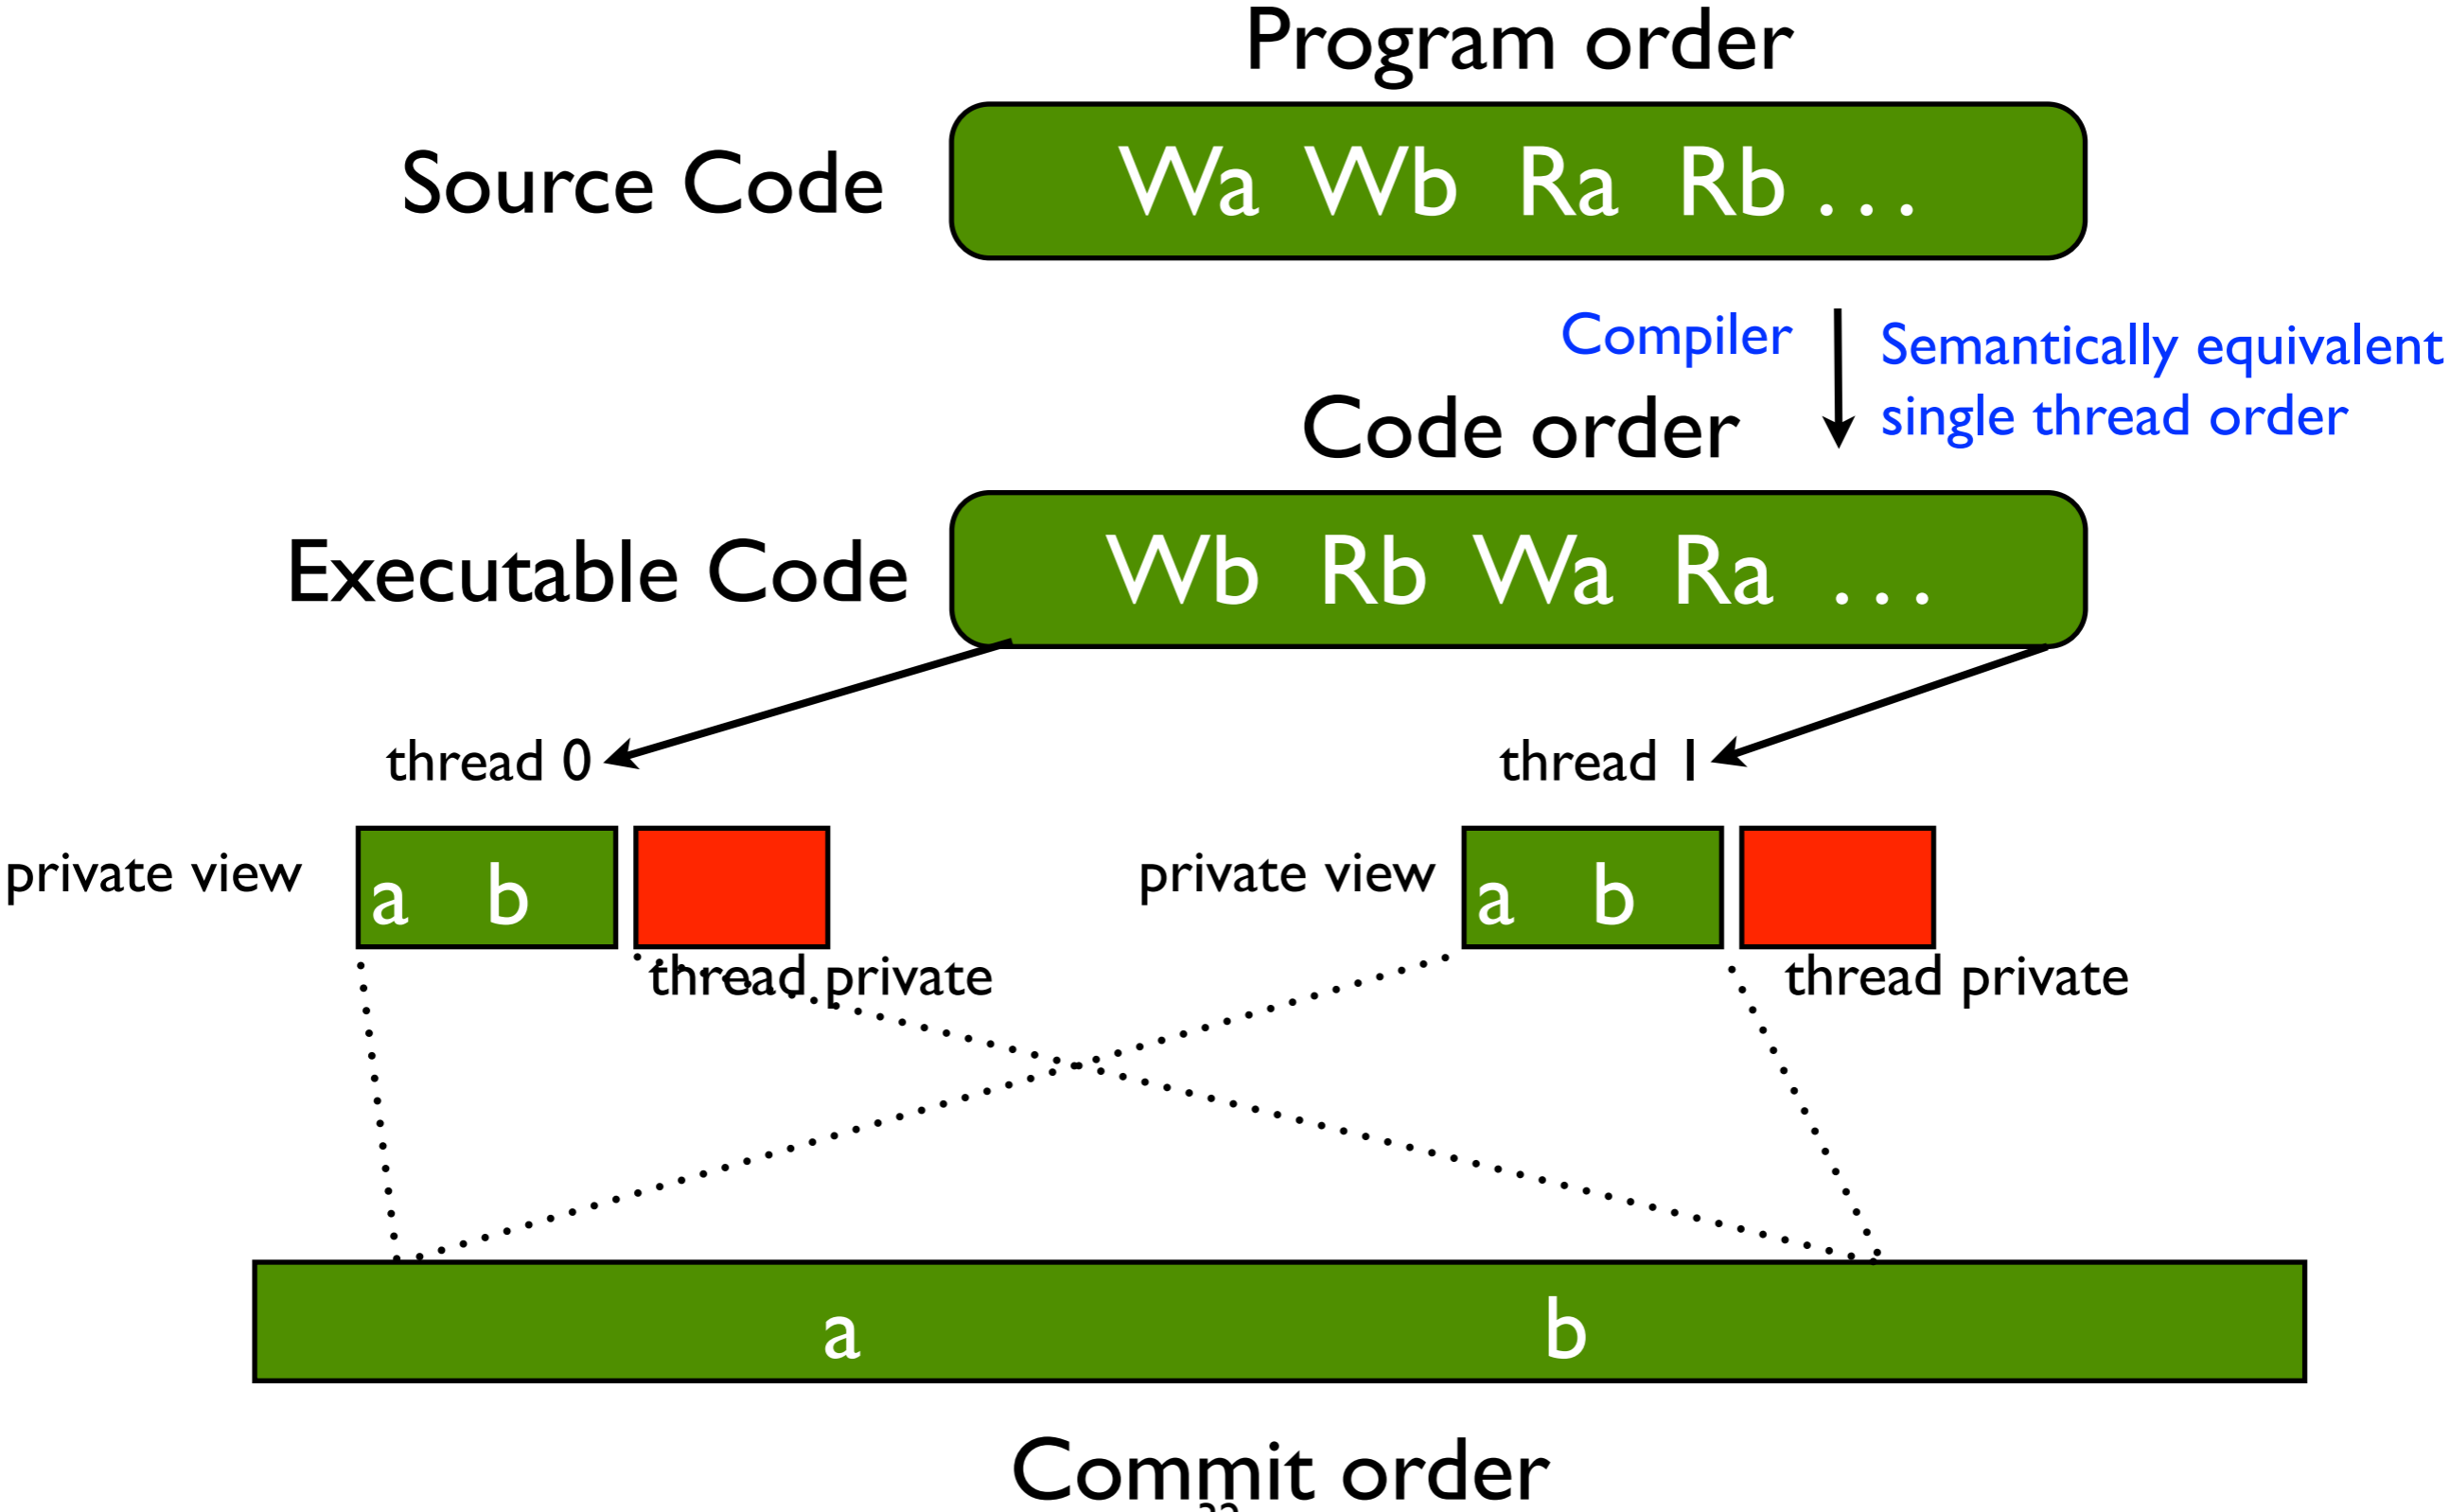 Program order
Source Code
Wa Wb Ra Rb . . .
Compiler
Semantically equivalent
single thread order
Code order
Executable Code
Wb Rb Wa Ra . . .
thread 0
thread 1
private view
a b
private view
a b
thread private
thread private
a b
Commit order